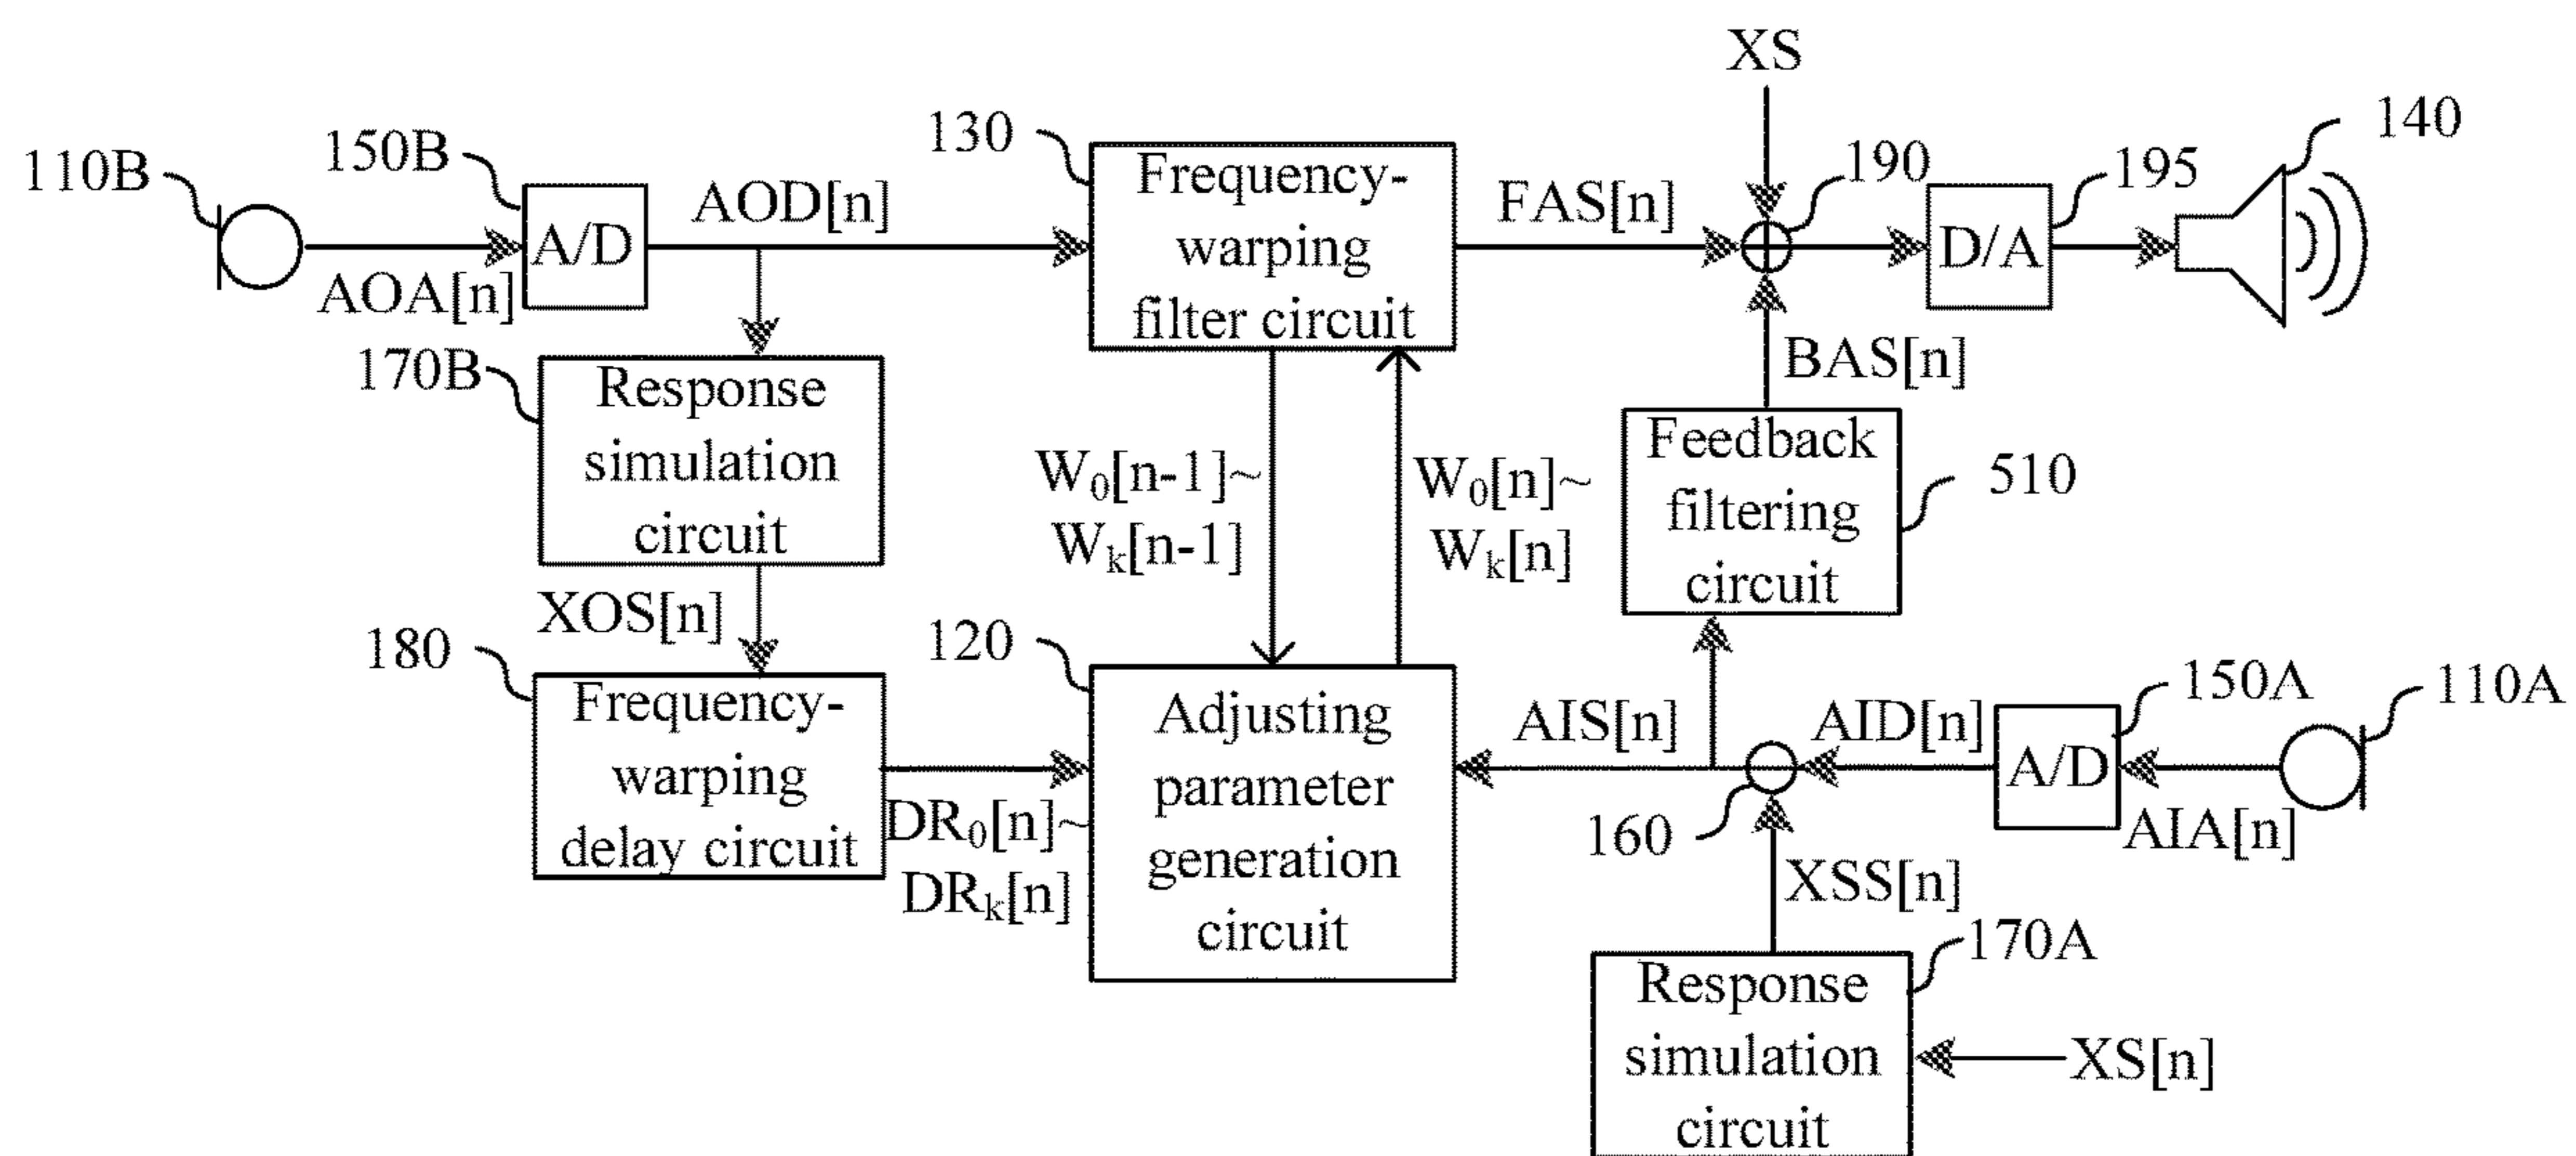 XS
110B
150B
130
190
195
140
AOA[n]
A/D
AOD[n]
Frequency-
warping
filter circuit
FAS[n]
D/A
170B
Response
simulation
circuit
W₀[n-1]~
Wₖ[n-1]
W₀[n]~
Wₖ[n]
BAS[n]
Feedback
filtering
circuit
510
XOS[n]
180
Frequency-
warping
delay circuit
DR₀[n]~
DRₖ[n]
120
Adjusting
parameter
generation
circuit
AIS[n]
160
AID[n]
A/D
150A
110A
AIA[n]
XSS[n]
170A
Response
simulation
circuit
XS[n]